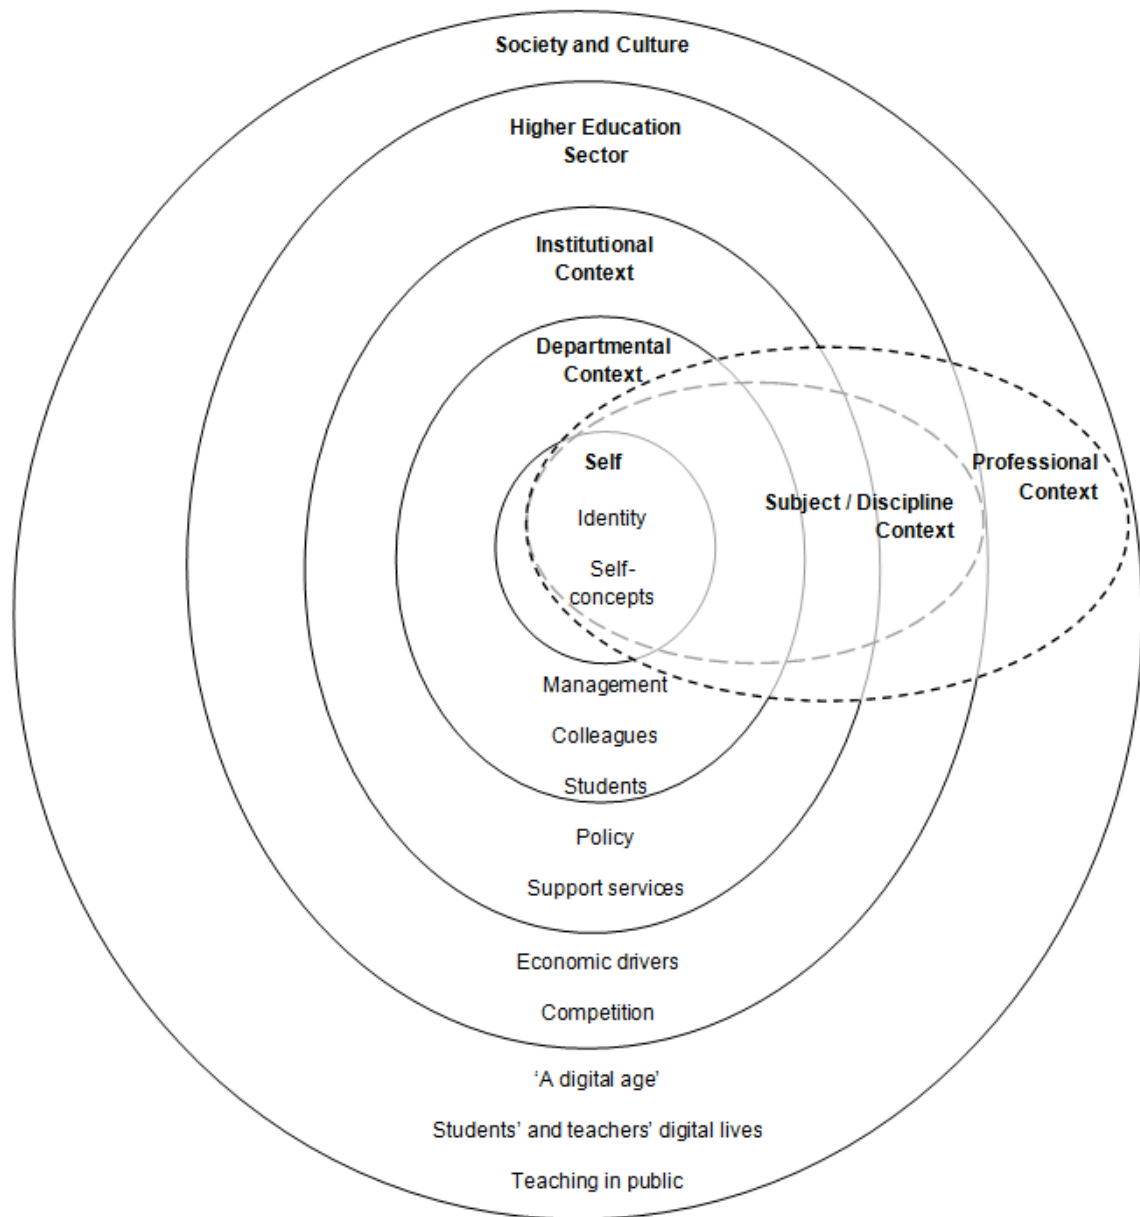 Society and Culture
Higher Education
Sector
Institutional
Context
Departmental
Context
Self
Identity
Self-
concepts
Professional
Context
Subject / Discipline
Context
Management
Colleagues
Students
Policy
Support services
Economic drivers
Competition
‘A digital age’
Students’ and teachers’ digital lives
Teaching in public